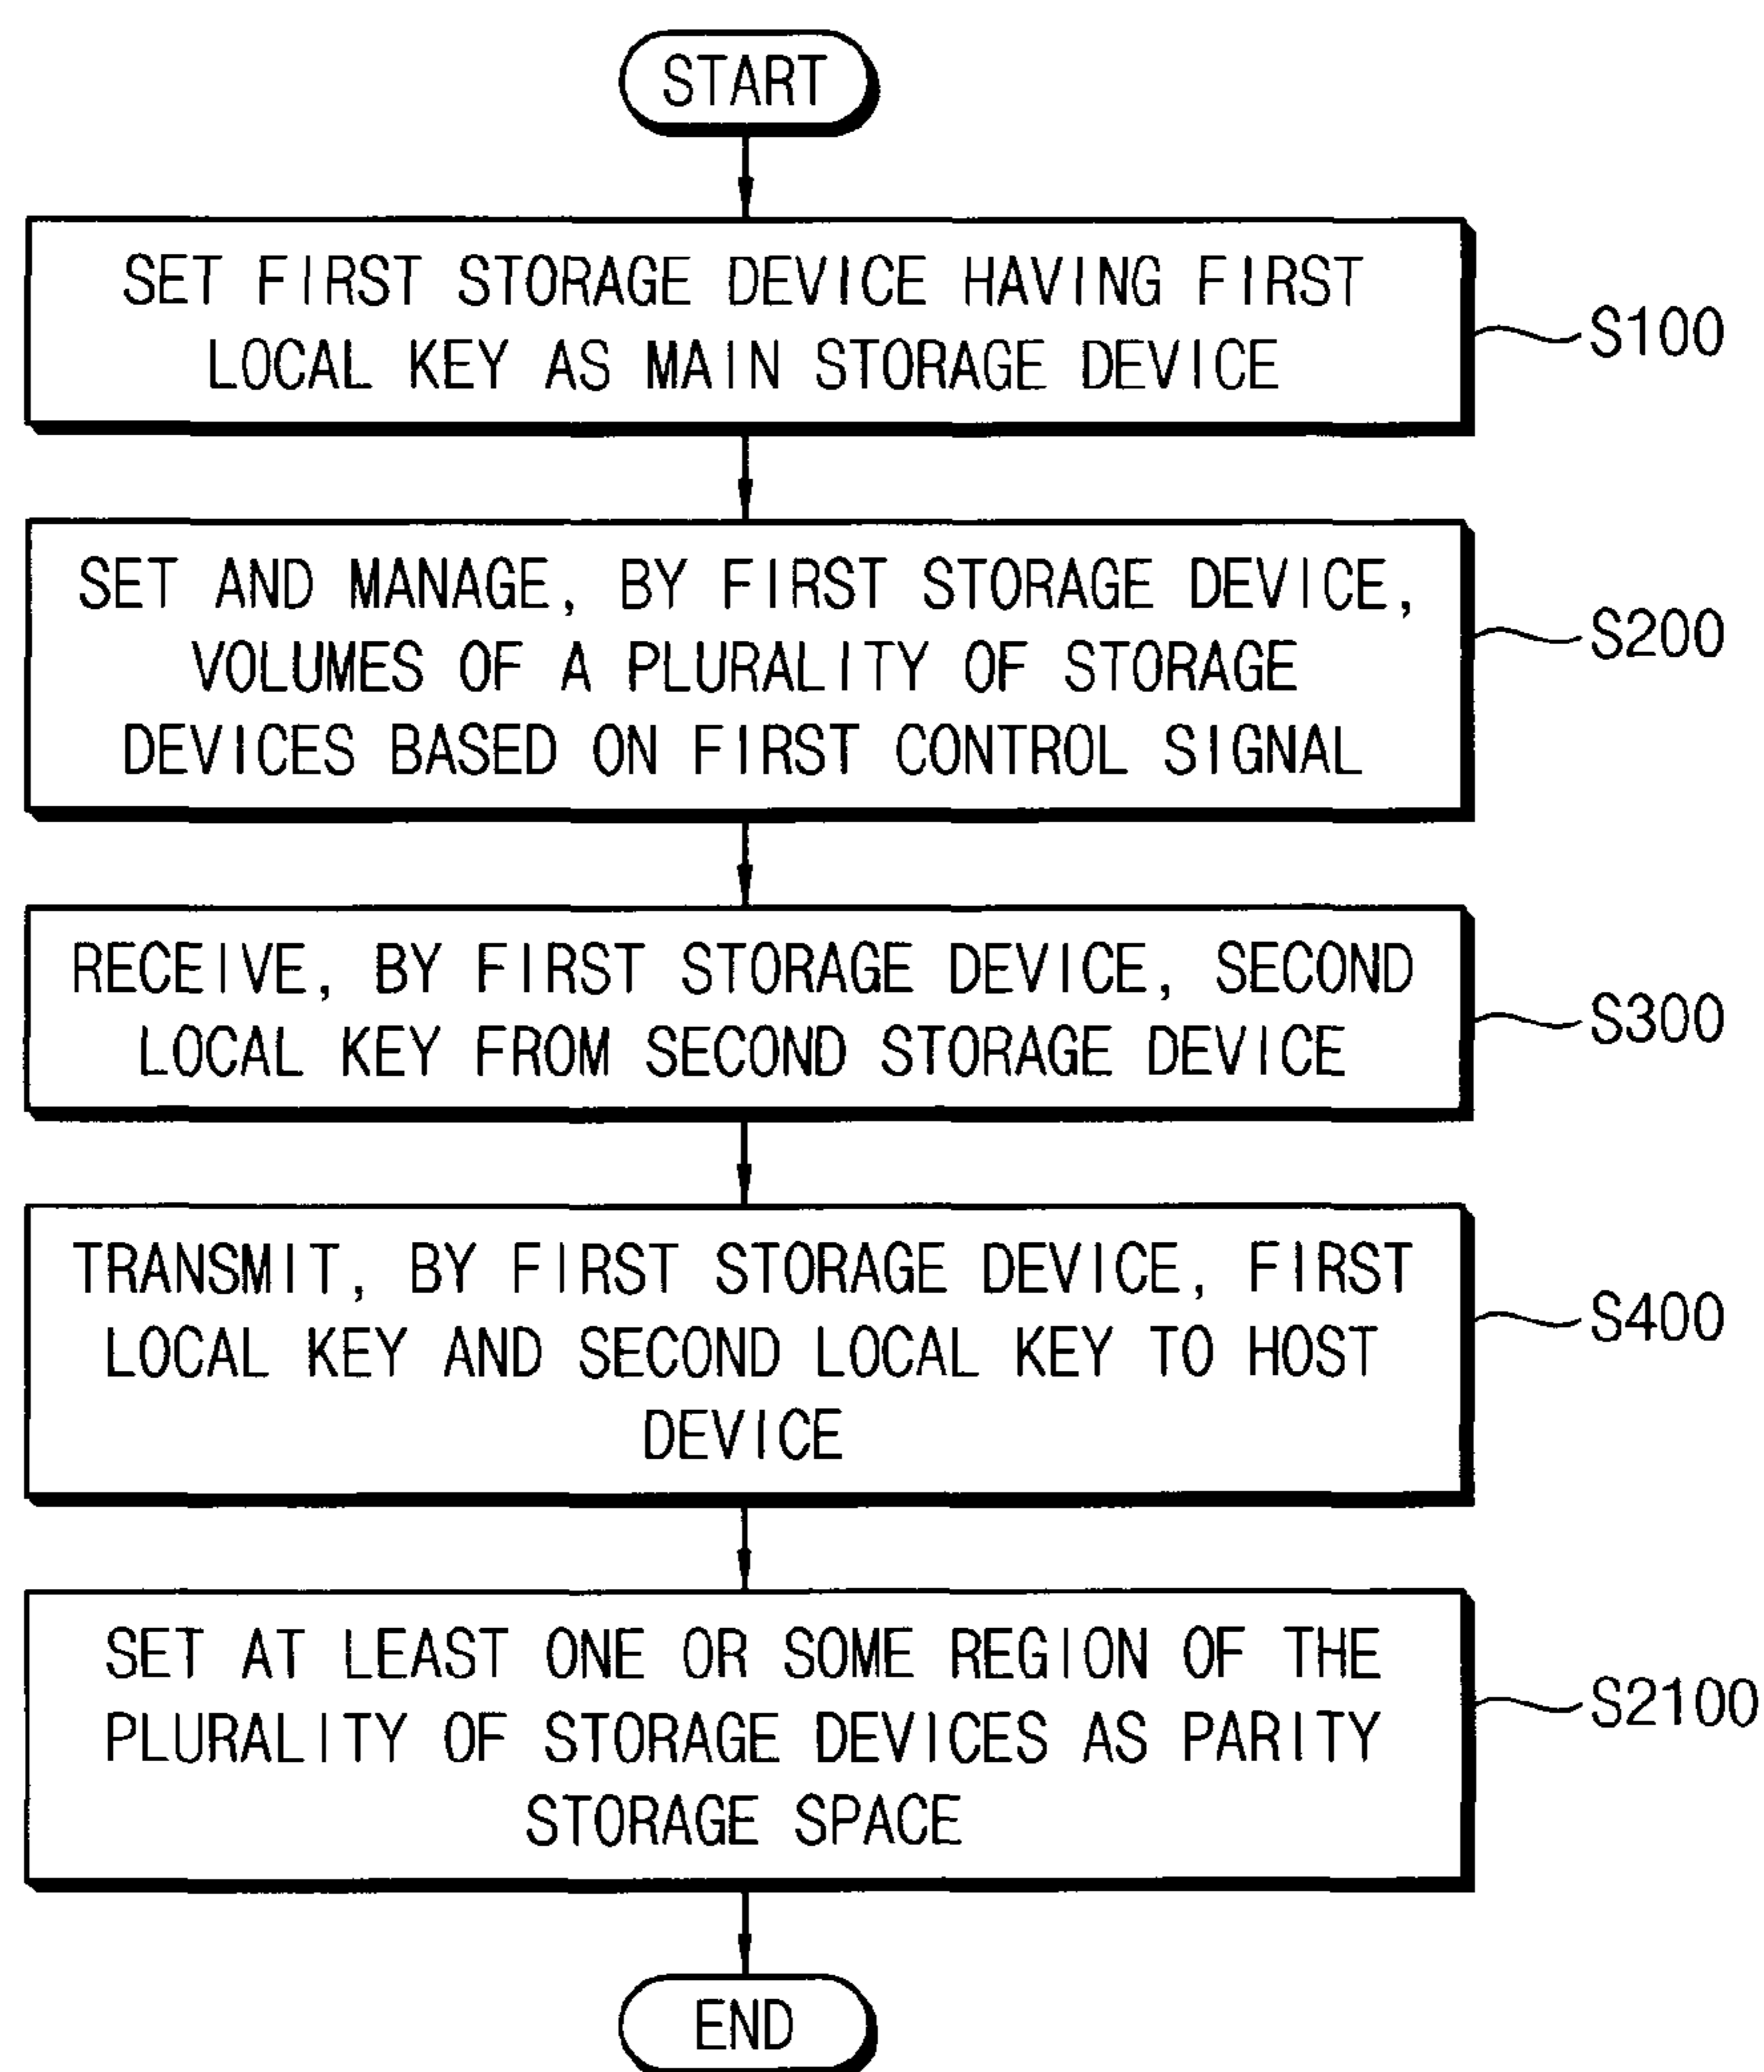 START
SET FIRST STORAGE DEVICE HAVING FIRST
LOCAL KEY AS MAIN STORAGE DEVICE
S100
SET AND MANAGE, BY FIRST STORAGE DEVICE,
VOLUMES OF A PLURALITY OF STORAGE
DEVICES BASED ON FIRST CONTROL SIGNAL
S200
RECEIVE, BY FIRST STORAGE DEVICE, SECOND
LOCAL KEY FROM SECOND STORAGE DEVICE
S300
TRANSMIT, BY FIRST STORAGE DEVICE, FIRST
LOCAL KEY AND SECOND LOCAL KEY TO HOST
DEVICE
S400
SET AT LEAST ONE OR SOME REGION OF THE
PLURALITY OF STORAGE DEVICES AS PARITY
STORAGE SPACE
S2100
END